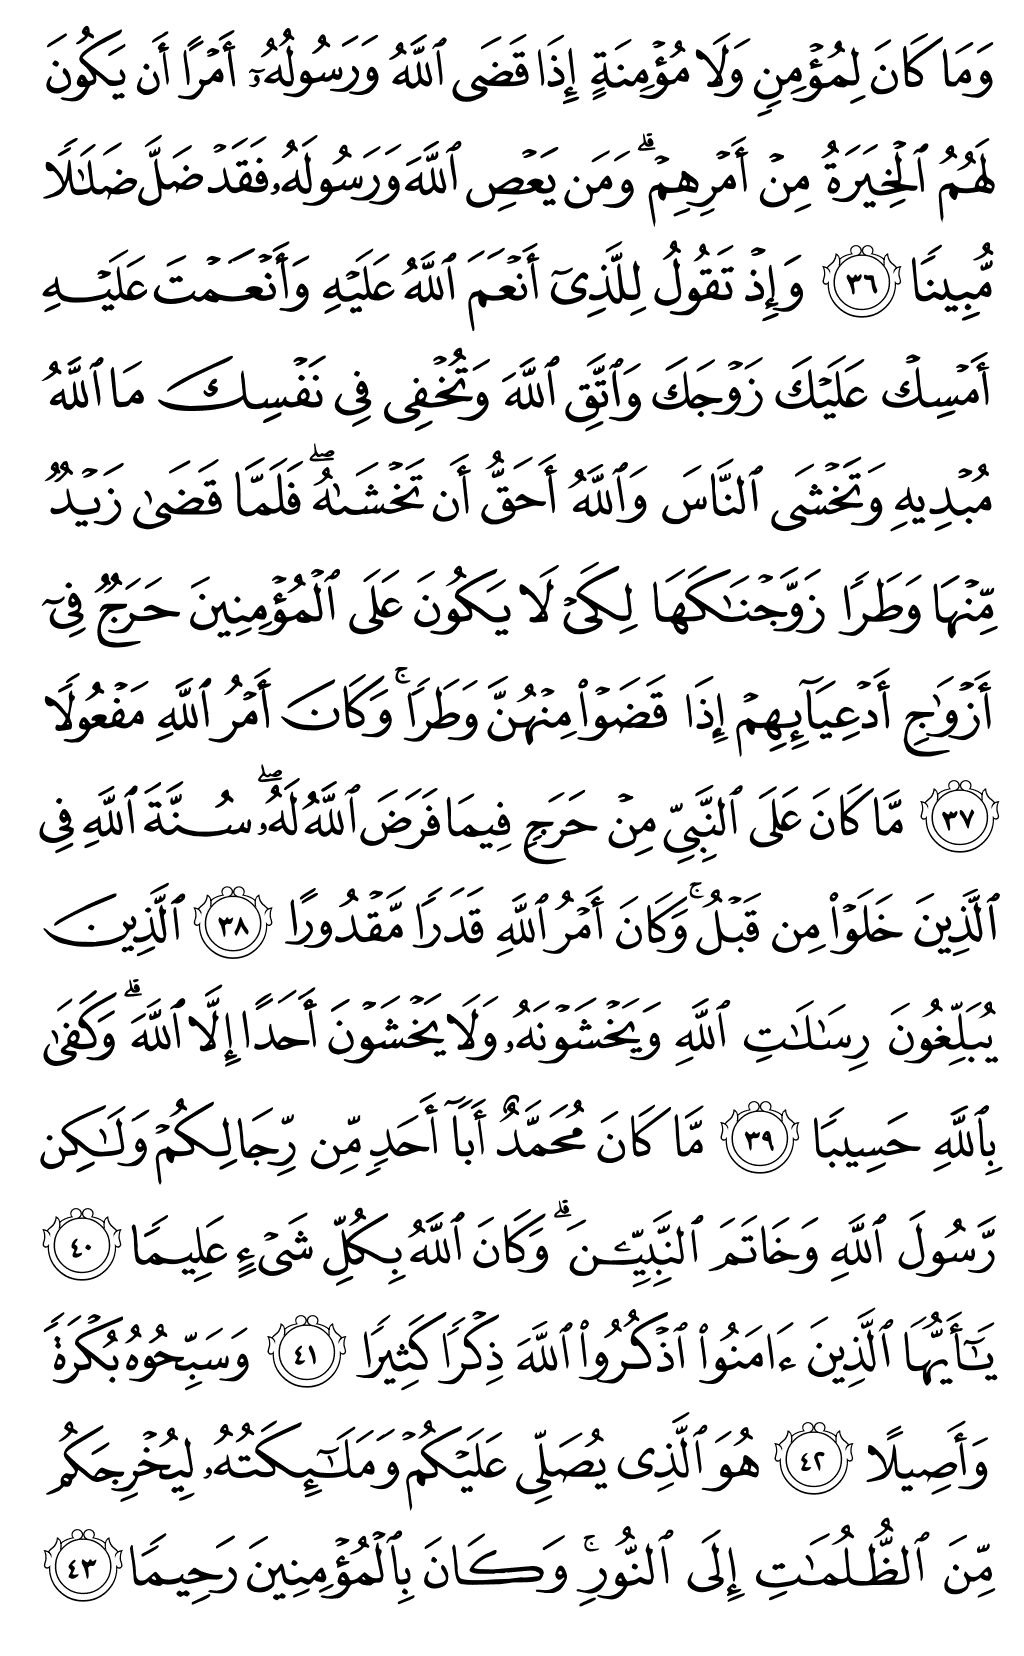 وَمَا كَانَ لِمُؤْمِنٍ وَلَا مُؤْمِنَةٍ إِذَا قَضَى ٱللَّهُ وَرَسُولُهُۥٓ أَمْرًا أَن يَكُونَ
لَهُمُ ٱلْخِيَرَةُ مِنْ أَمْرِهِمْ ۗ وَمَن يَعْصِ ٱللَّهَ وَرَسُولَهُۥ فَقَدْ ضَلَّ ضَلَـٰلًا
مُّبِينًا ٣٦ وَإِذْ تَقُولُ لِلَّذِىٓ أَنْعَمَ ٱللَّهُ عَلَيْهِ وَأَنْعَمْتَ عَلَيْهِ
أَمْسِكْ عَلَيْكَ زَوْجَكَ وَٱتَّقِ ٱللَّهَ وَتُخْفِى فِى نَفْسِكَ مَا ٱللَّهُ
مُبْدِيهِ وَتَخْشَى ٱلنَّاسَ وَٱللَّهُ أَحَقُّ أَن تَخْشَىٰهُ ۖ فَلَمَّا قَضَىٰ زَيْدٌ
مِّنْهَا وَطَرًا زَوَّجْنَـٰكَهَا لِكَىْ لَا يَكُونَ عَلَى ٱلْمُؤْمِنِينَ حَرَجٌ فِىٓ
أَزْوَٰجِ أَدْعِيَآئِهِمْ إِذَا قَضَوْا۟ مِنْهُنَّ وَطَرًا ۚ وَكَانَ أَمْرُ ٱللَّهِ مَفْعُولًا
٣٧ مَّا كَانَ عَلَى ٱلنَّبِىِّ مِنْ حَرَجٍ فِيمَا فَرَضَ ٱللَّهُ لَهُۥ ۖ سُنَّةَ ٱللَّهِ فِى
ٱلَّذِينَ خَلَوْا۟ مِن قَبْلُ ۚ وَكَانَ أَمْرُ ٱللَّهِ قَدَرًا مَّقْدُورًا ٣٨ ٱلَّذِينَ
يُبَلِّغُونَ رِسَـٰلَـٰتِ ٱللَّهِ وَيَخْشَوْنَهُۥ وَلَا يَخْشَوْنَ أَحَدًا إِلَّا ٱللَّهَ ۗ وَكَفَىٰ
بِٱللَّهِ حَسِيبًا ٣٩ مَّا كَانَ مُحَمَّدٌ أَبَآ أَحَدٍ مِّن رِّجَالِكُمْ وَلَـٰكِن
رَّسُولَ ٱللَّهِ وَخَاتَمَ ٱلنَّبِيِّـۧنَ ۗ وَكَانَ ٱللَّهُ بِكُلِّ شَىْءٍ عَلِيمًا ٤٠
يَـٰٓأَيُّهَا ٱلَّذِينَ ءَامَنُوا۟ ٱذْكُرُوا۟ ٱللَّهَ ذِكْرًا كَثِيرًا ٤١ وَسَبِّحُوهُ بُكْرَةً
وَأَصِيلًا ٤٢ هُوَ ٱلَّذِى يُصَلِّى عَلَيْكُمْ وَمَلَـٰٓئِكَتُهُۥ لِيُخْرِجَكُم
مِّنَ ٱلظُّلُمَـٰتِ إِلَى ٱلنُّورِ ۚ وَكَانَ بِٱلْمُؤْمِنِينَ رَحِيمًا ٤٣